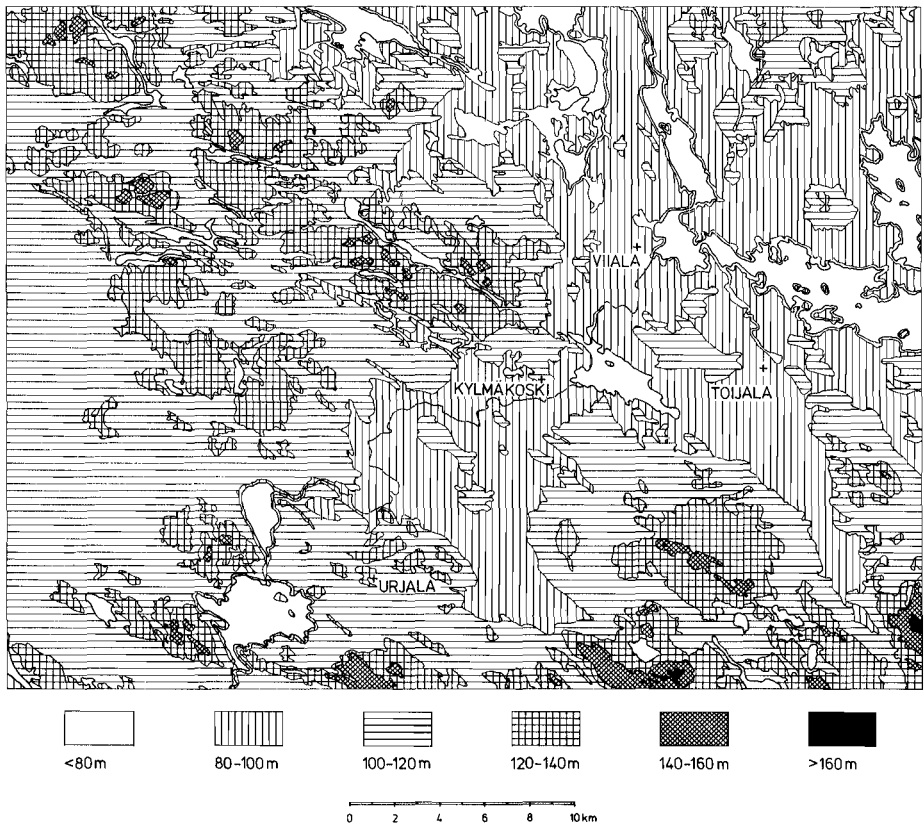 VIIALA
KYLMÄKOSKI
TOIJALA
URJALA
<80m 80-100m 100-120m 120-140m 140-160m >160m
0 2 4 6 8 10km